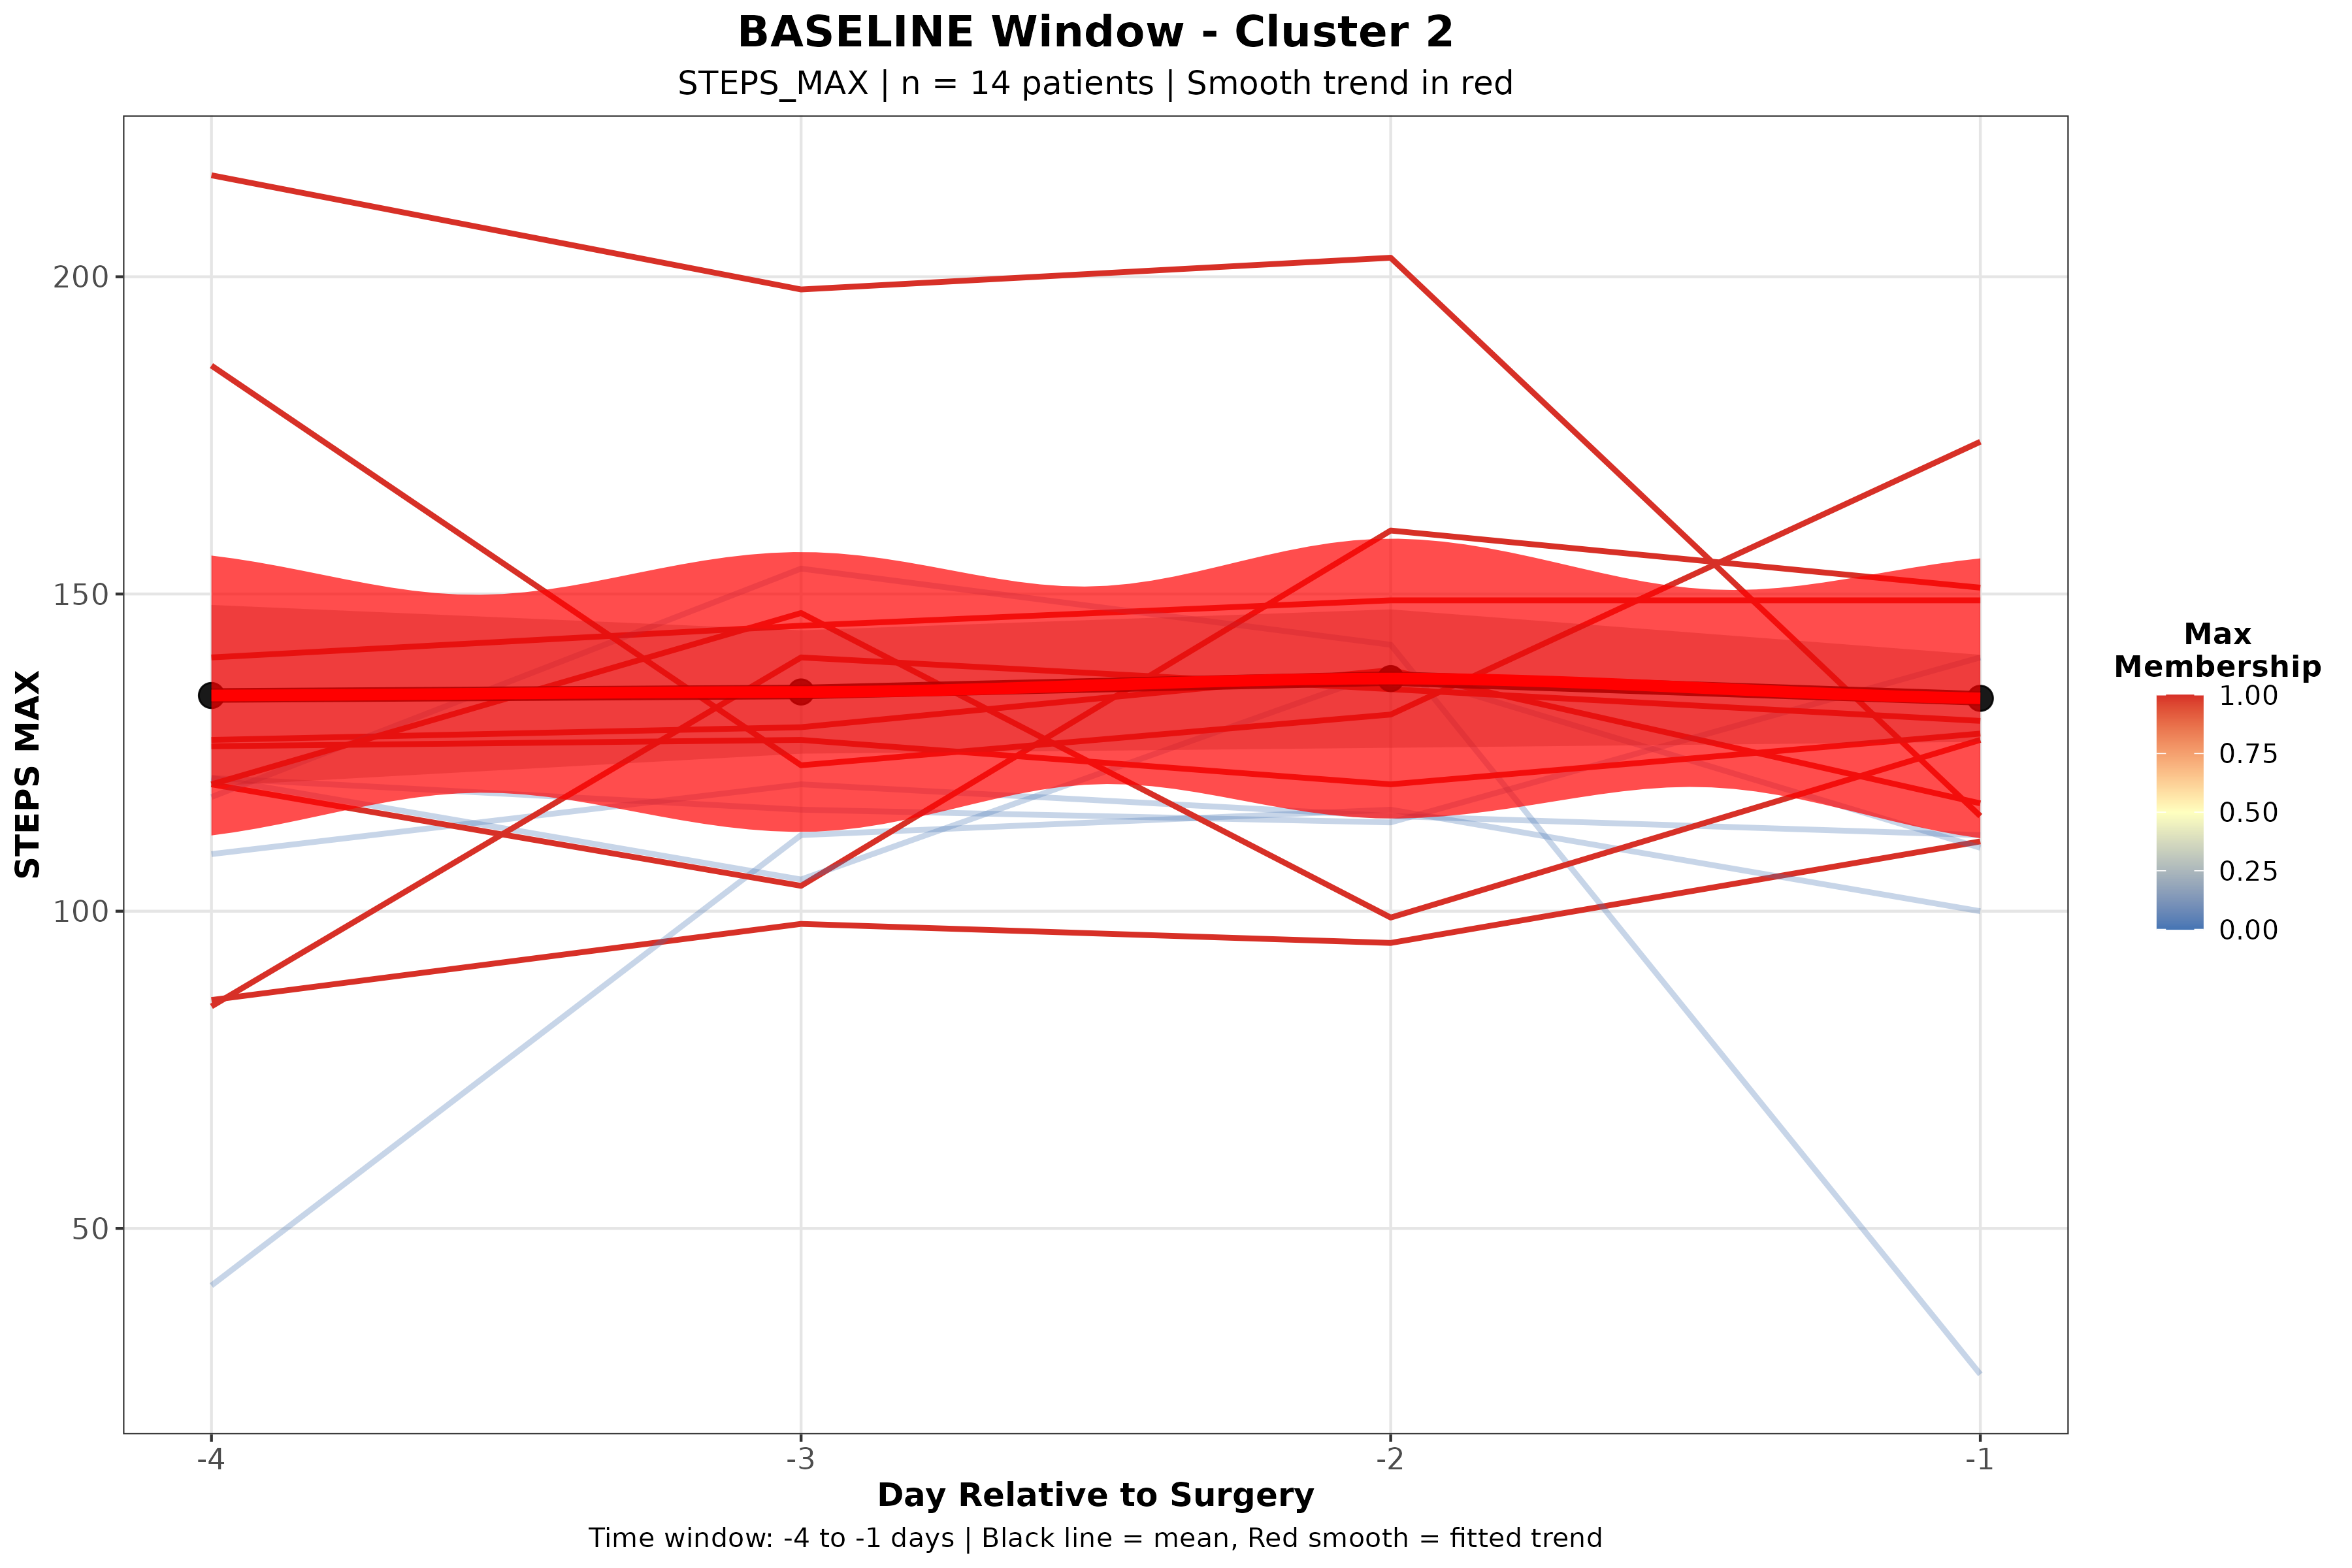 BASELINE Window - Cluster 2
STEPS_MAX | n = 14 patients | Smooth trend in red
STEPS MAX
200
150
100
50
-4
-3
-2
-1
Day Relative to Surgery
Time window: -4 to -1 days | Black line = mean, Red smooth = fitted trend
Max
Membership
1.00
0.75
0.50
0.25
0.00